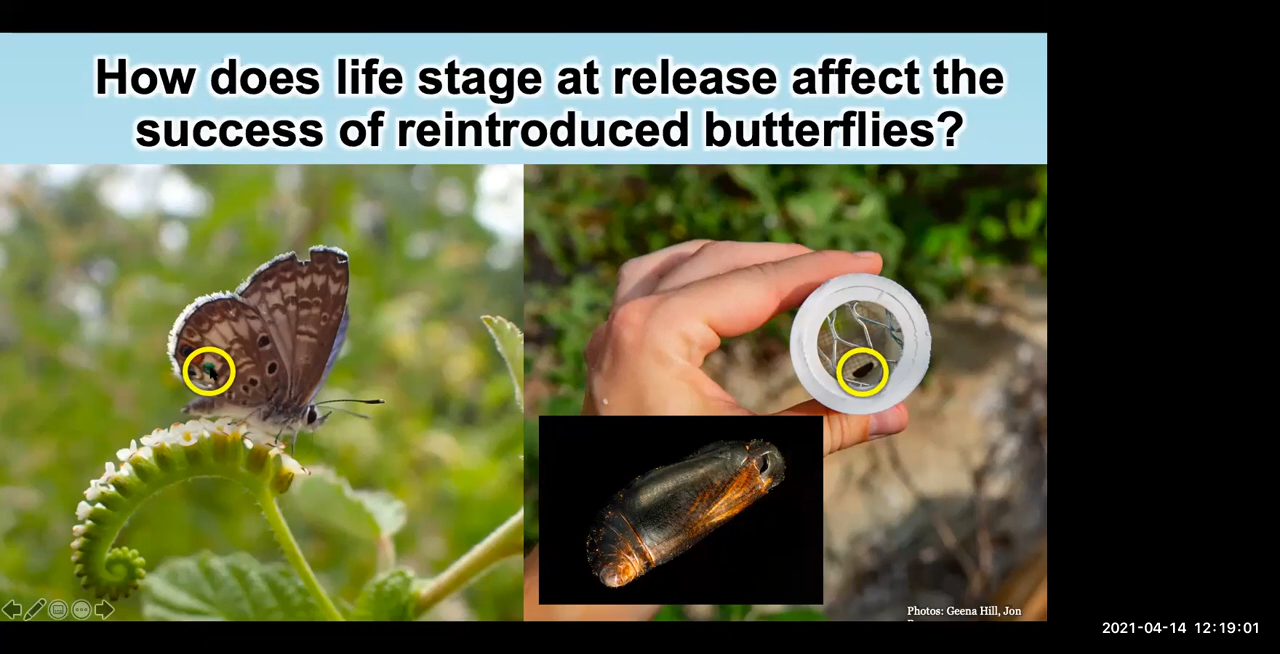 How does life stage at release affect the
success of reintroduced butterflies?
Photos: Geena Hill, Jon
2021-04-14 12:19:01